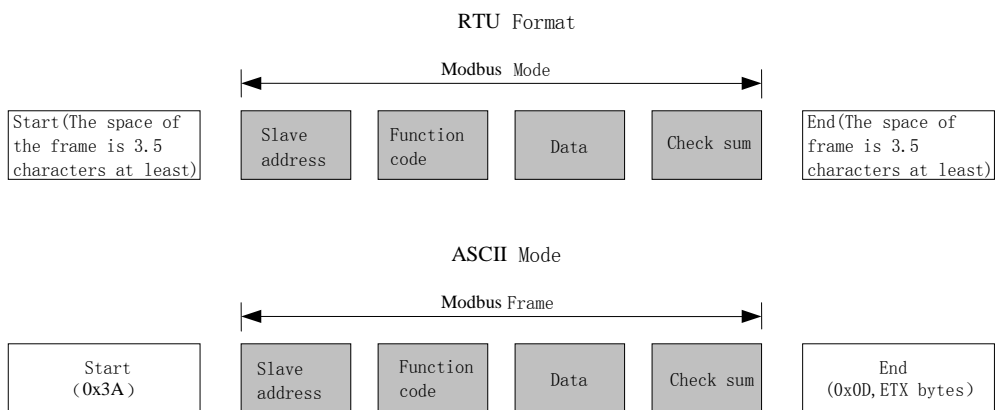 RTU Format
Modbus Mode
Start(The space of
the frame is 3.5
characters at least)
Slave
address
Function
code
Data
Check sum
End(The space of
frame is 3.5
characters at least)
ASCII Mode
Modbus Frame
Start
(0x3A)
Slave
address
Function
code
Data
Check sum
End
(0x0D,ETX bytes)